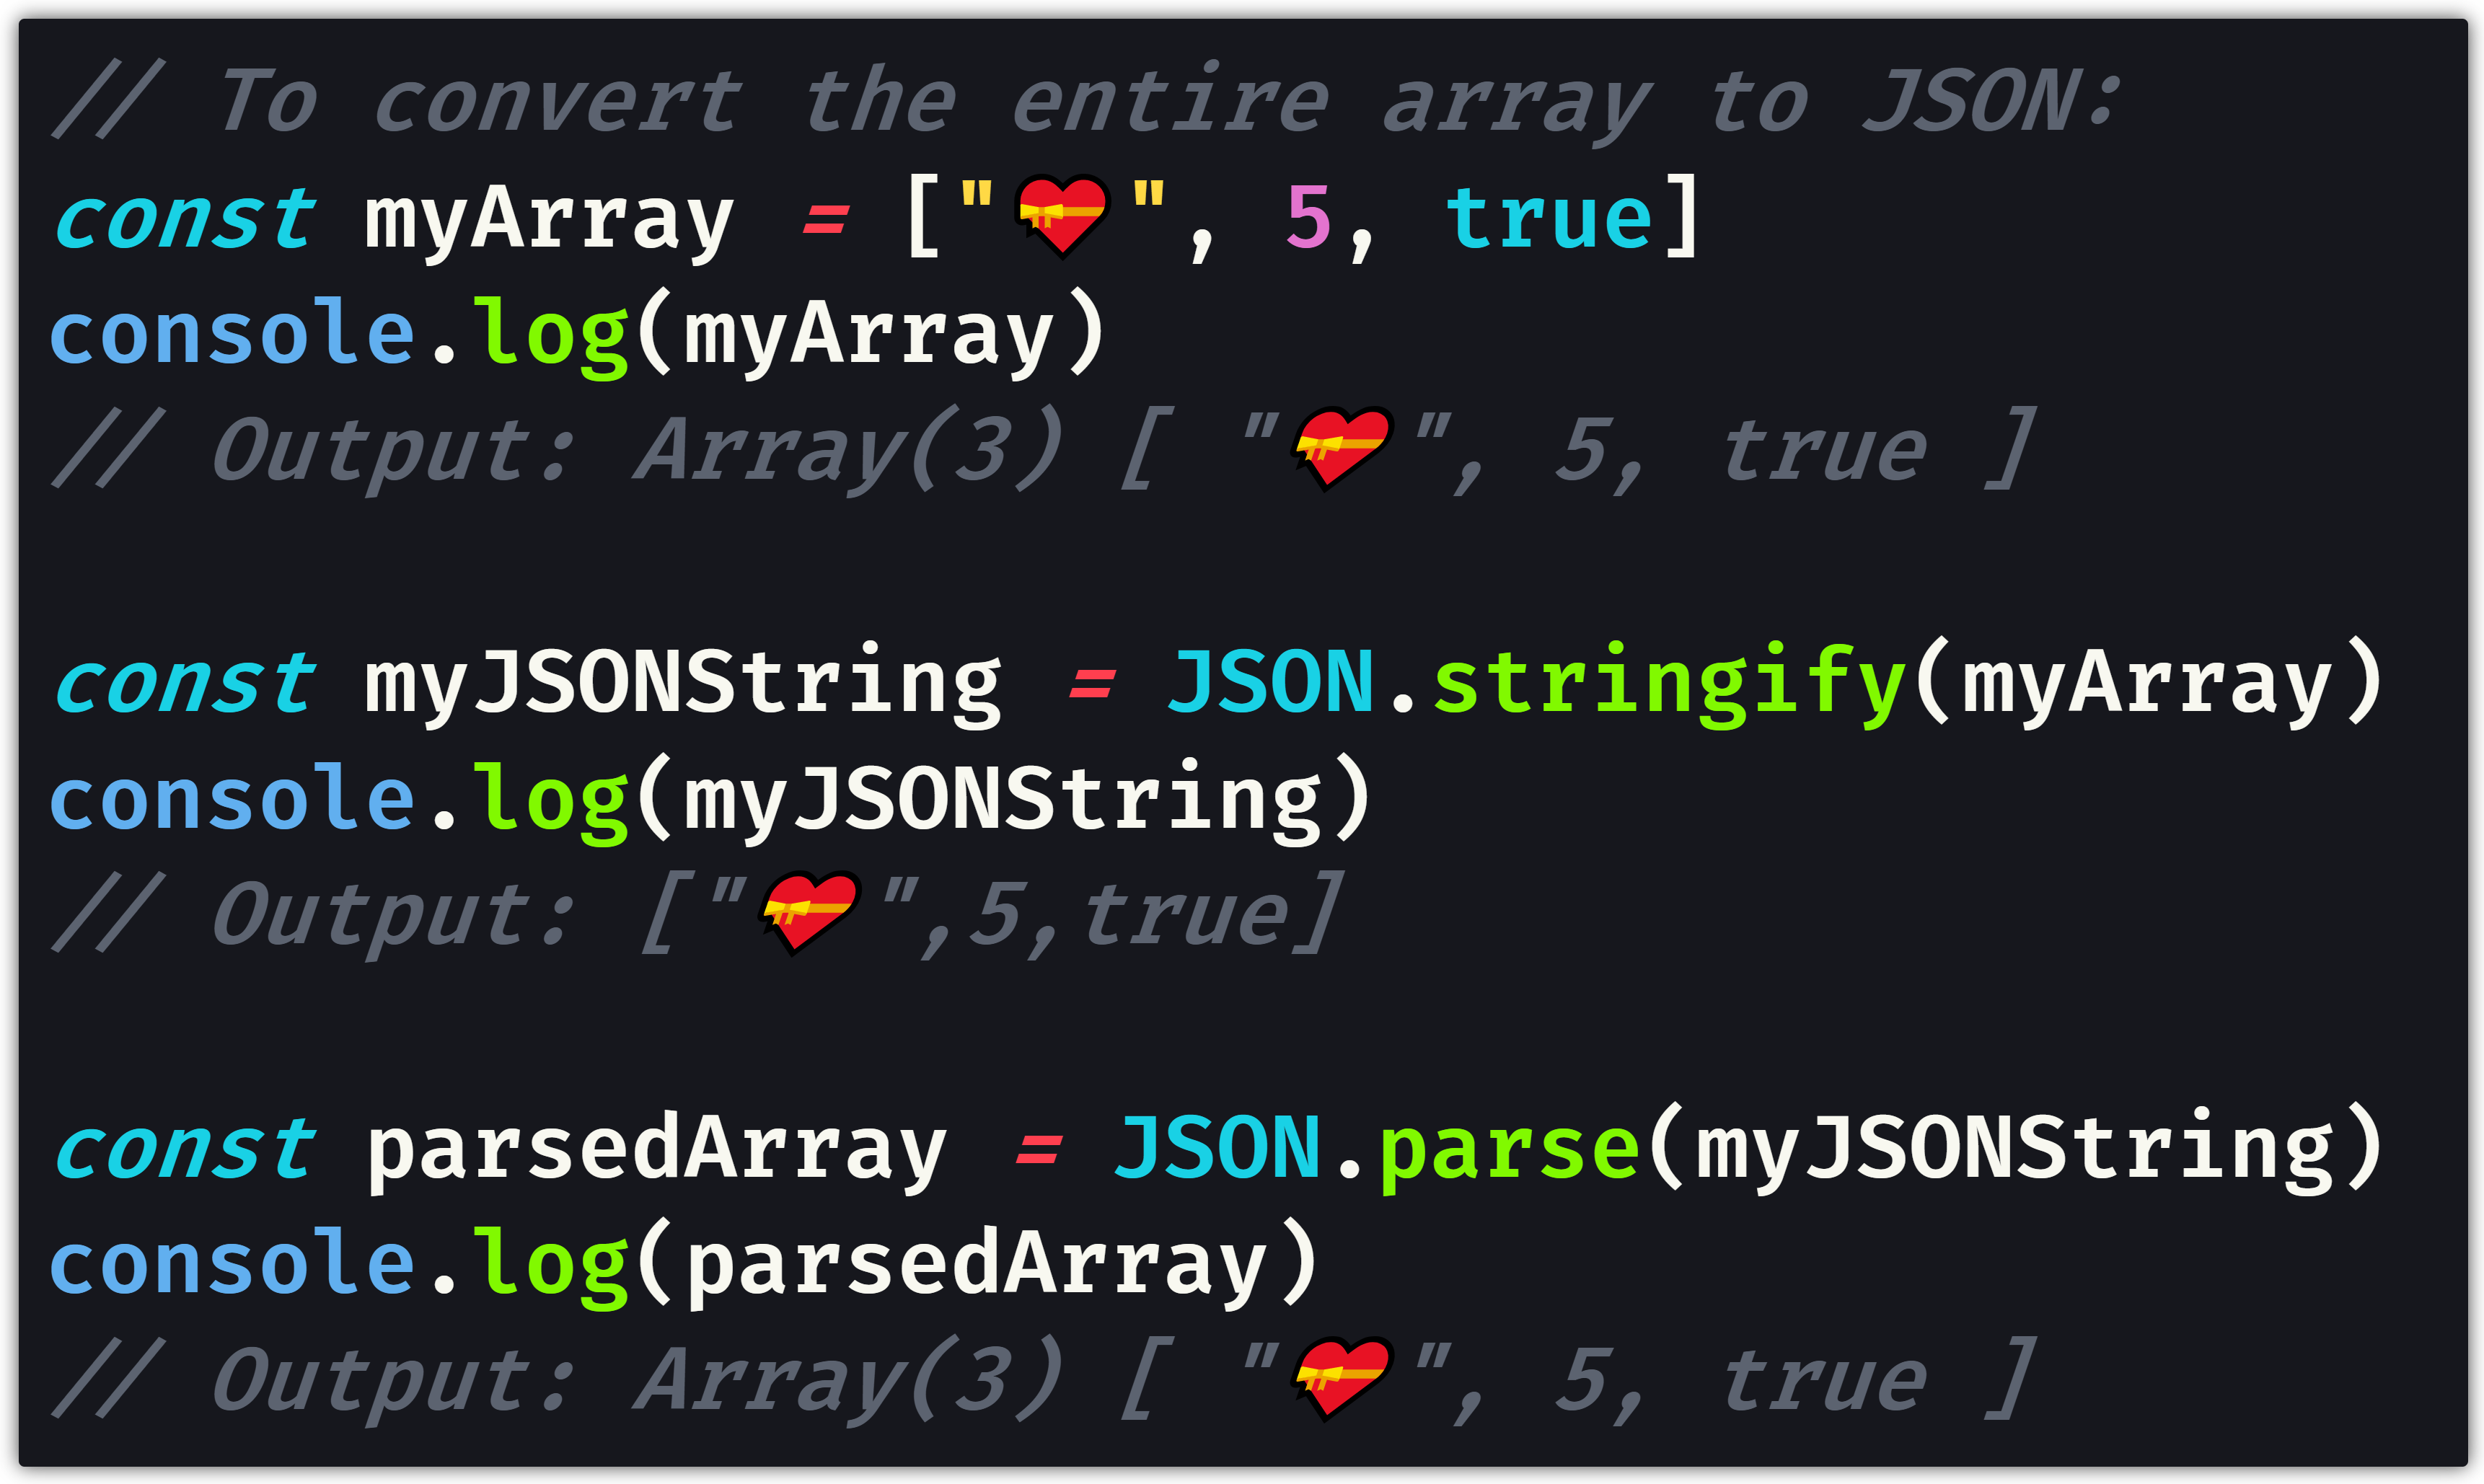 // To convert the entire array to JSON:
const myArray = ["💝", 5, true]
console.log(myArray)
// Output: Array(3) [ "💝", 5, true ]
const myJSONString = JSON.stringify(myArray)
console.log(myJSONString)
// Output: ["💝",5,true]
const parsedArray = JSON.parse(myJSONString)
console.log(parsedArray)
// Output: Array(3) [ "💝", 5, true ]